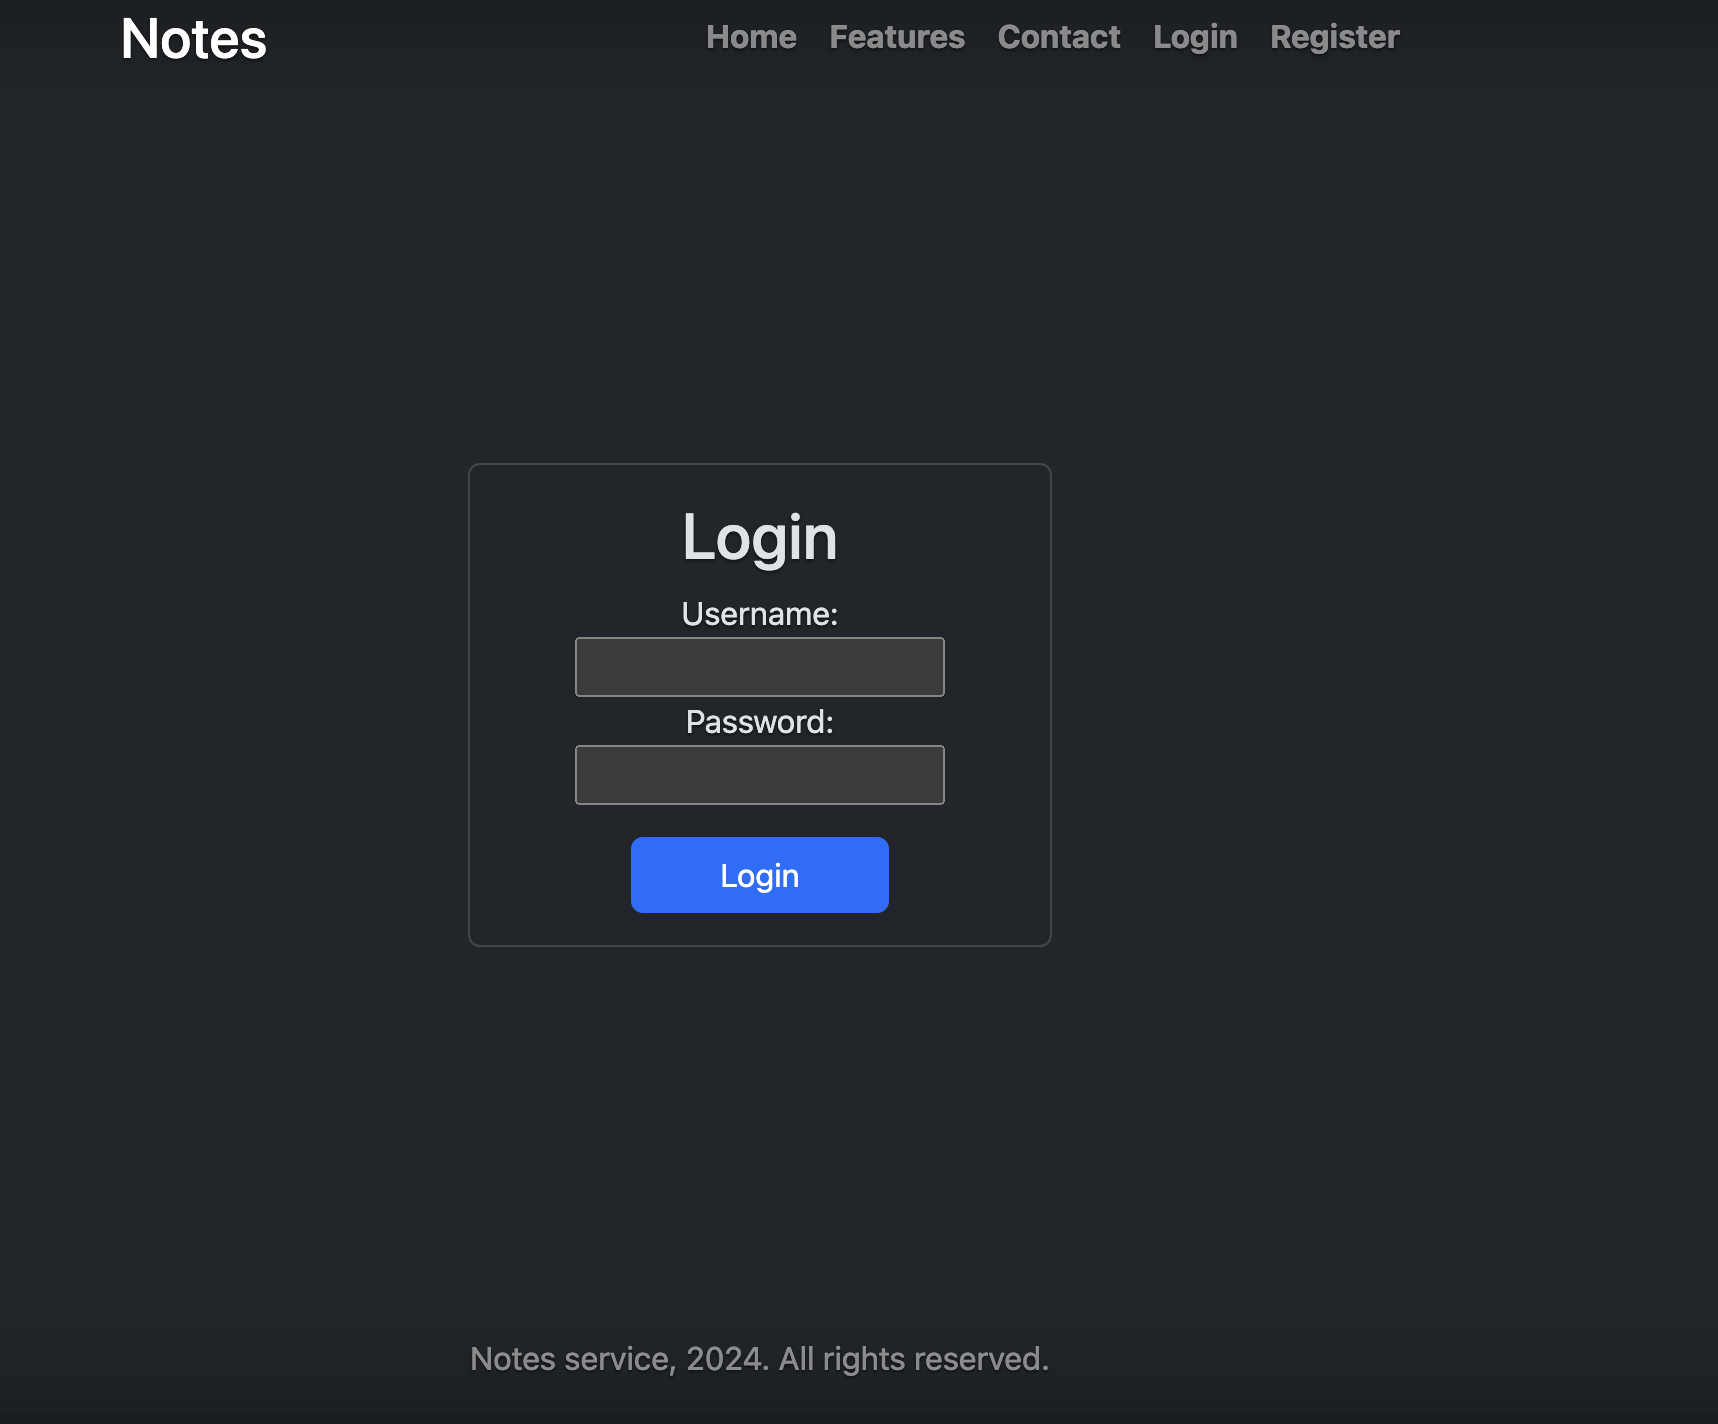 Notes
Home Features Contact Login Register
Login
Username:
Password:
Login
Notes service, 2024. All rights reserved.